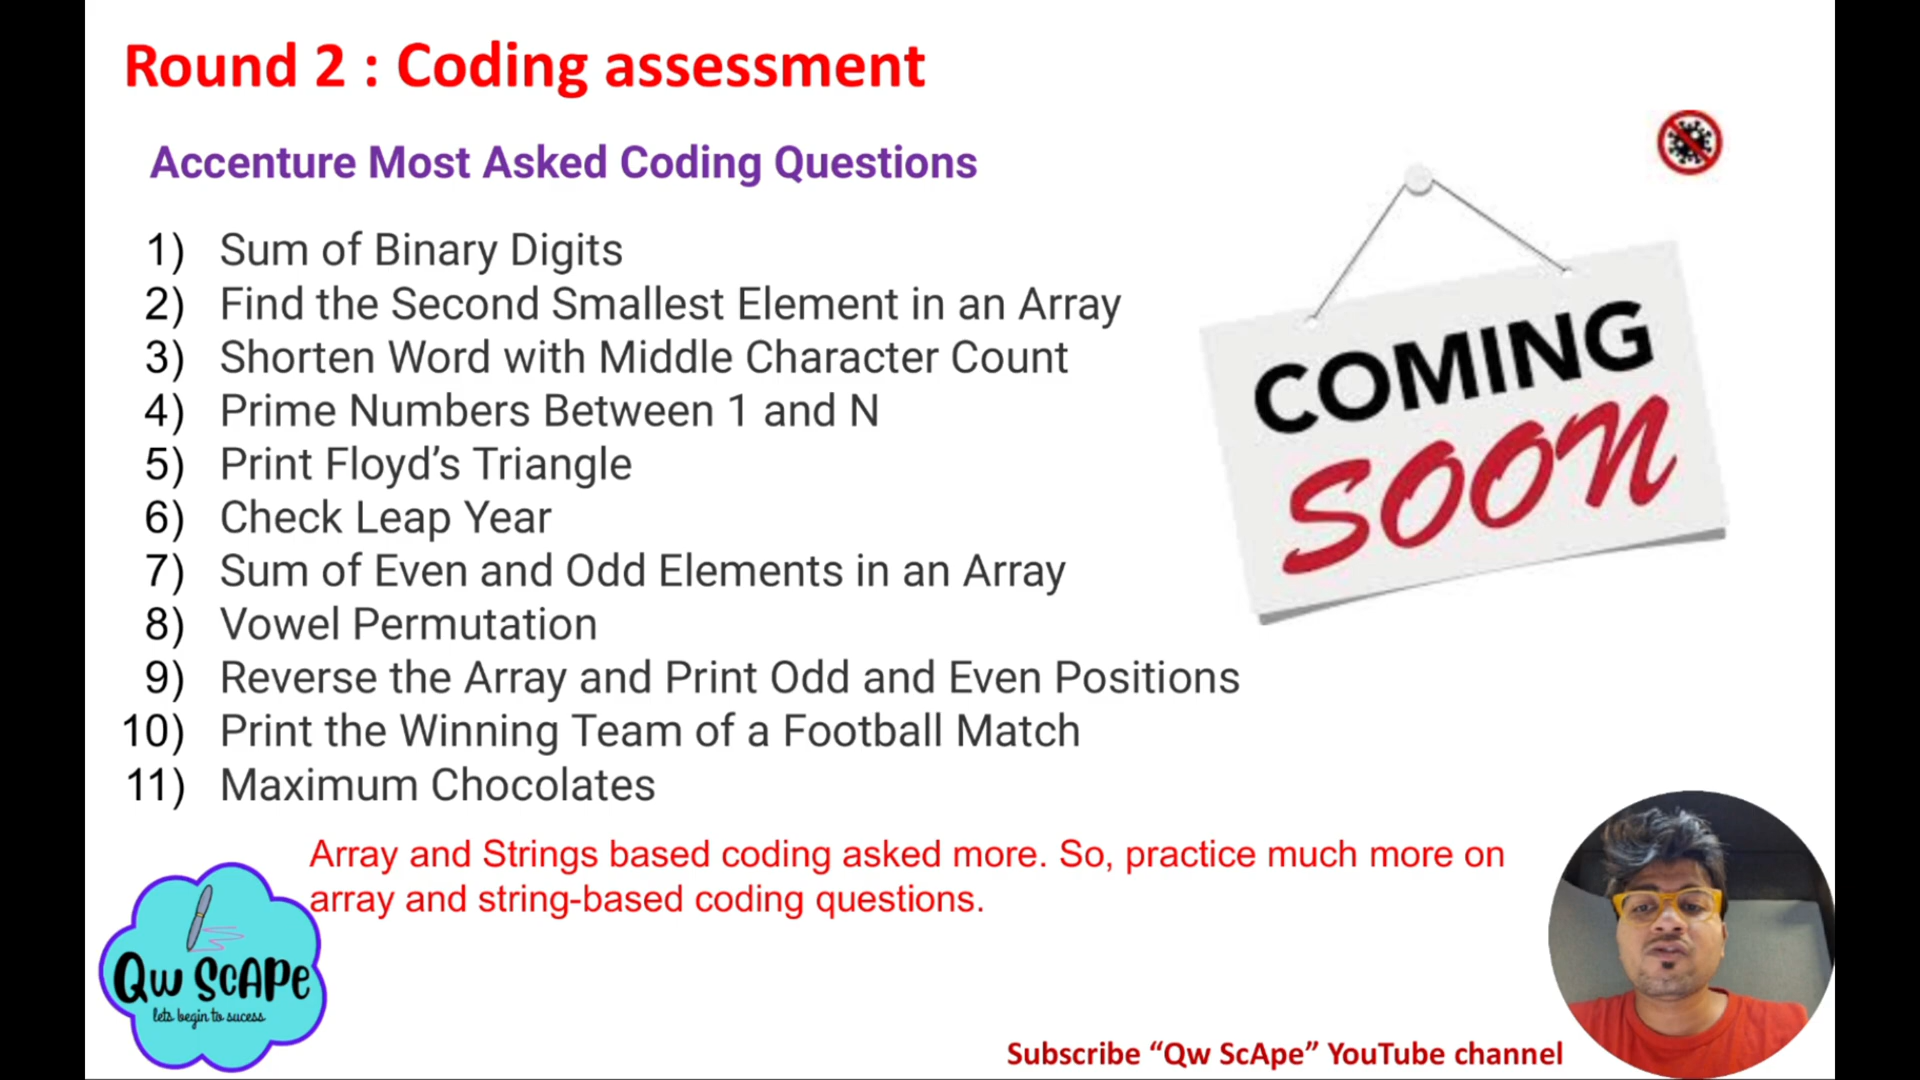 Round 2 : Coding assessment
Accenture Most Asked Coding Questions
1) Sum of Binary Digits
2) Find the Second Smallest Element in an Array
3) Shorten Word with Middle Character Count
4) Prime Numbers Between 1 and N
5) Print Floyd’s Triangle
6) Check Leap Year
7) Sum of Even and Odd Elements in an Array
8) Vowel Permutation
9) Reverse the Array and Print Odd and Even Positions
10) Print the Winning Team of a Football Match
11) Maximum Chocolates
COMING
SOON
Array and Strings based coding asked more. So, practice much more on
array and string-based coding questions.
Qw ScApe
lets begin to sucess
Subscribe “Qw ScApe” YouTube channel